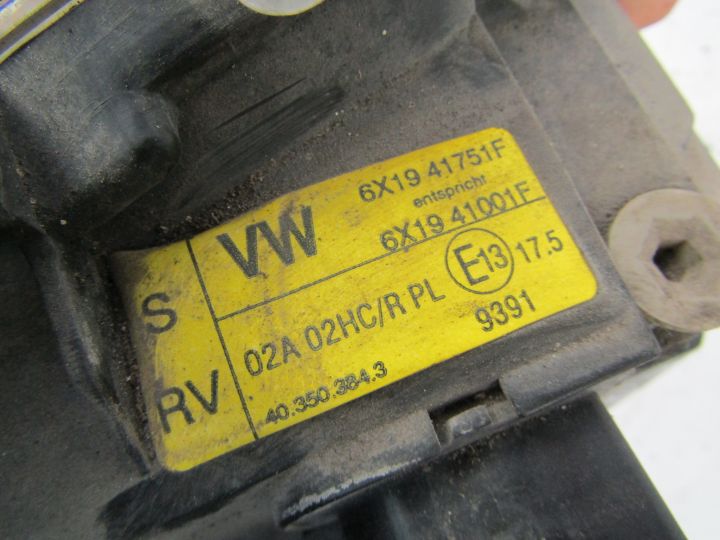 S
RV
VW
6X19 41751F
entspricht
6X19 41001F
02A 02HC/R PL E13 17.5
9391
40.350.384.3